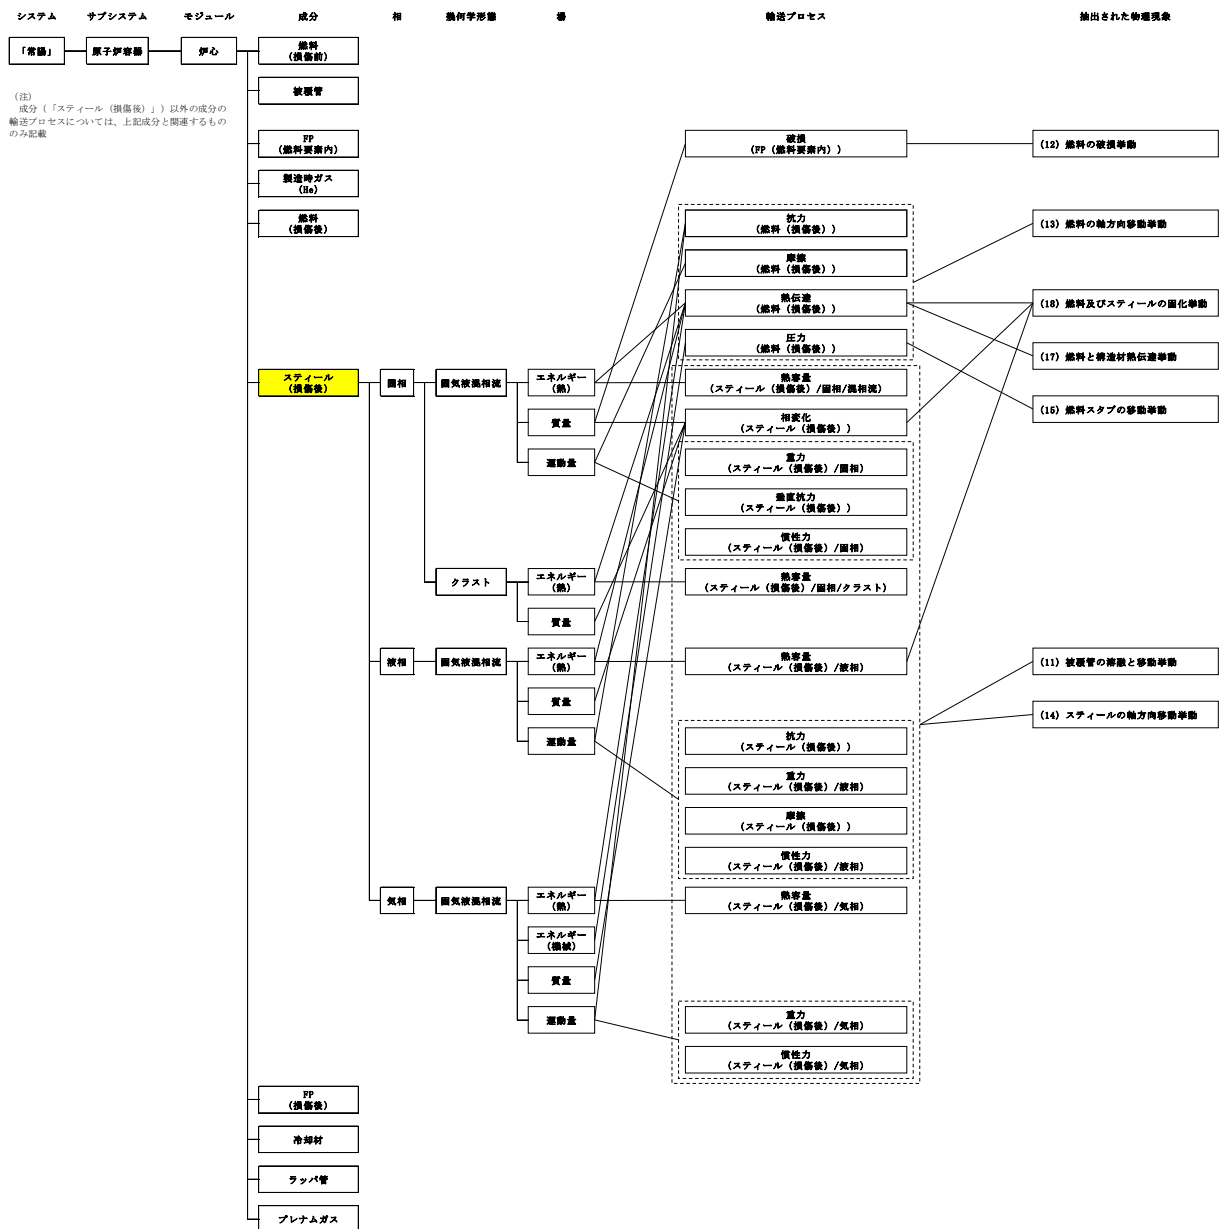 システム サブシステム モジュール 成分 相 幾何学形態 場 輸送プロセス 抽出された物理現象
「常陽」 原子炉容器 炉心
燃料
(損傷前)
(注)
成分（「スティール（損傷後）」）以外の成分の
輸送プロセスについては、上記成分と関連するもの
のみ記載
被覆管
FP
(燃料要素内)
製造時ガス
(He)
燃料
(損傷後)
スティール
(損傷後)
FP
(損傷後)
冷却材
ラッパ管
プレナムガス
固相
固気液混相流
エネルギー
(熱)
質量
運動量
クラスト
エネルギー
(熱)
質量
液相
固気液混相流
エネルギー
(熱)
質量
運動量
気相
固気液混相流
エネルギー
(熱)
エネルギー
(機械)
質量
運動量
破損
(FP（燃料要素内）)
抗力
(燃料（損傷後）)
摩擦
(燃料（損傷後）)
熱伝達
(燃料（損傷後）)
圧力
(燃料（損傷後）)
熱容量
(スティール（損傷後）/固相/混相流)
相変化
(スティール（損傷後）)
重力
(スティール（損傷後）/固相)
垂直抗力
(スティール（損傷後）)
慣性力
(スティール（損傷後）/固相)
熱容量
(スティール（損傷後）/固相/クラスト)
熱容量
(スティール（損傷後）/液相)
抗力
(スティール（損傷後）)
重力
(スティール（損傷後）/液相)
摩擦
(スティール（損傷後）)
慣性力
(スティール（損傷後）/液相)
熱容量
(スティール（損傷後）/気相)
重力
(スティール（損傷後）/気相)
慣性力
(スティール（損傷後）/気相)
(12) 燃料の破損挙動
(13) 燃料の軸方向移動挙動
(18) 燃料及びスティールの固化挙動
(17) 燃料と構造材熱伝達挙動
(15) 燃料スタブの移動挙動
(11) 被覆管の溶融と移動挙動
(14) スティールの軸方向移動挙動